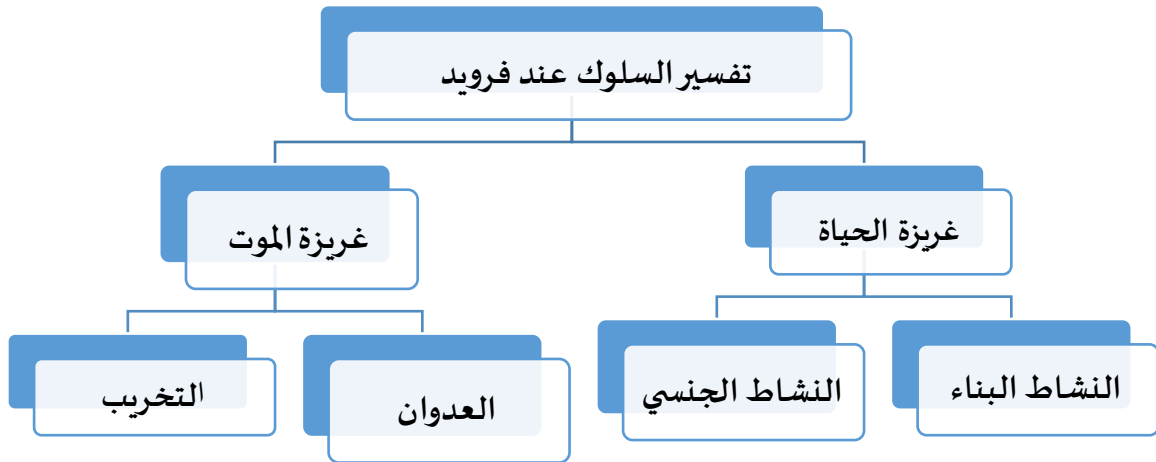 تفسير السلوك عند فرويد
غريزة الحياة
غريزة الموت
النشاط البناء
النشاط الجنسي
العدوان
التخريب